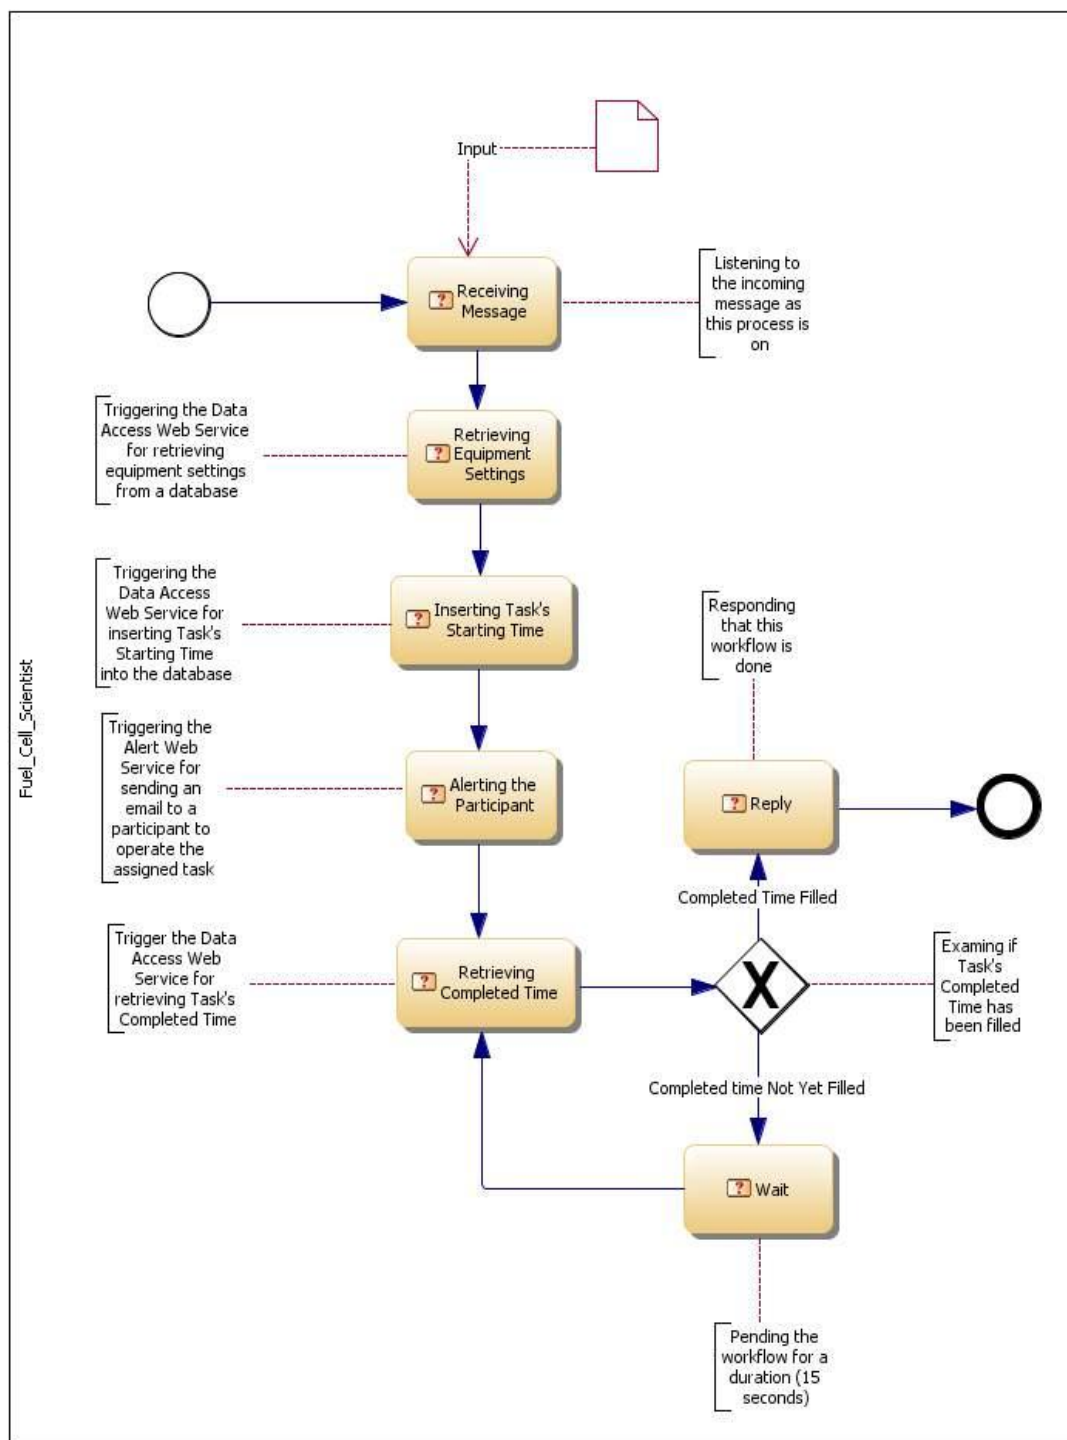 Input
Receiving
Message
Listening to
the incoming
message as
this process is
on
Triggering the Data
Access Web Service
for retrieving
equipment settings
from a database
Retrieving
Equipment
Settings
Triggering the
Data Access
Web Service for
inserting Task's
Starting Time
into the database
Inserting Task's
Starting Time
Responding
that this
workflow is
done
Fuel_Cell_Scientist
Triggering the
Alert Web
Service for
sending an
email to a
participant to
operate the
assigned task
Alerting the
Participant
Reply
Completed Time Filled
Trigger the Data
Access Web
Service for
retrieving Task's
Completed Time
Retrieving
Completed Time
X
Examing if
Task's
Completed
Time has
been filled
Completed time Not Yet Filled
Wait
Pending the
workflow for a
duration (15
seconds)